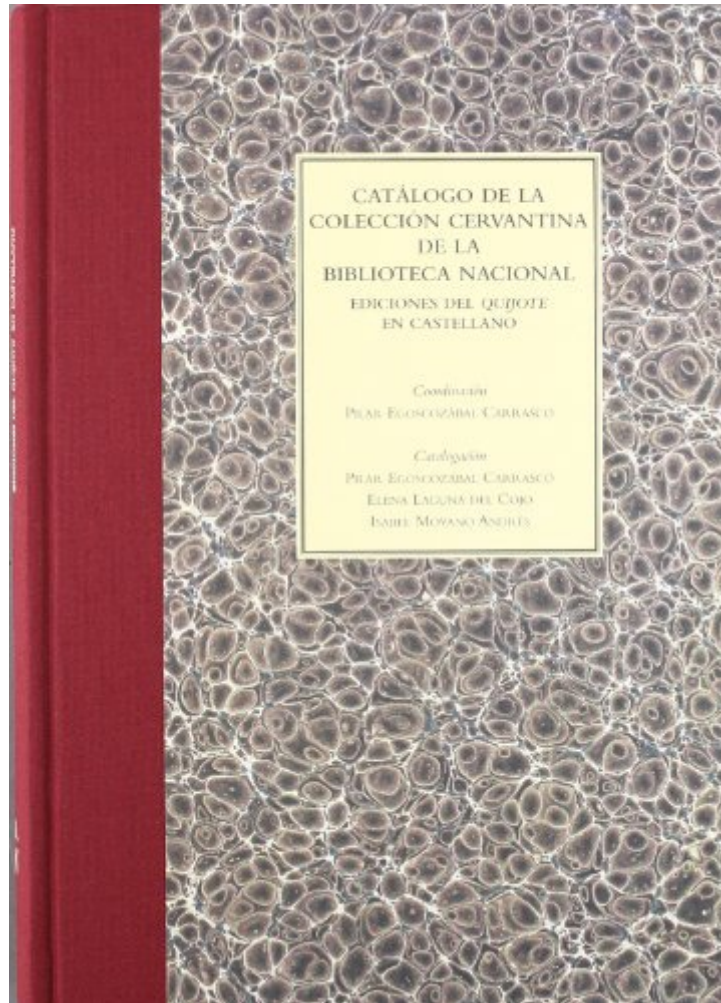 CATÁLOGO DE LA
COLECCIÓN CERVANTINA
DE LA
BIBLIOTECA NACIONAL
EDICIONES DEL QUIJOTE
EN CASTELLANO
Coordinación
PILAR EGOSCOZÁBAL CARRASCO
Catalogación
PILAR EGOSCOZÁBAL CARRASCO
ELENA LAGUNA DEL COJO
ISABEL MOYANO ANDRÉS